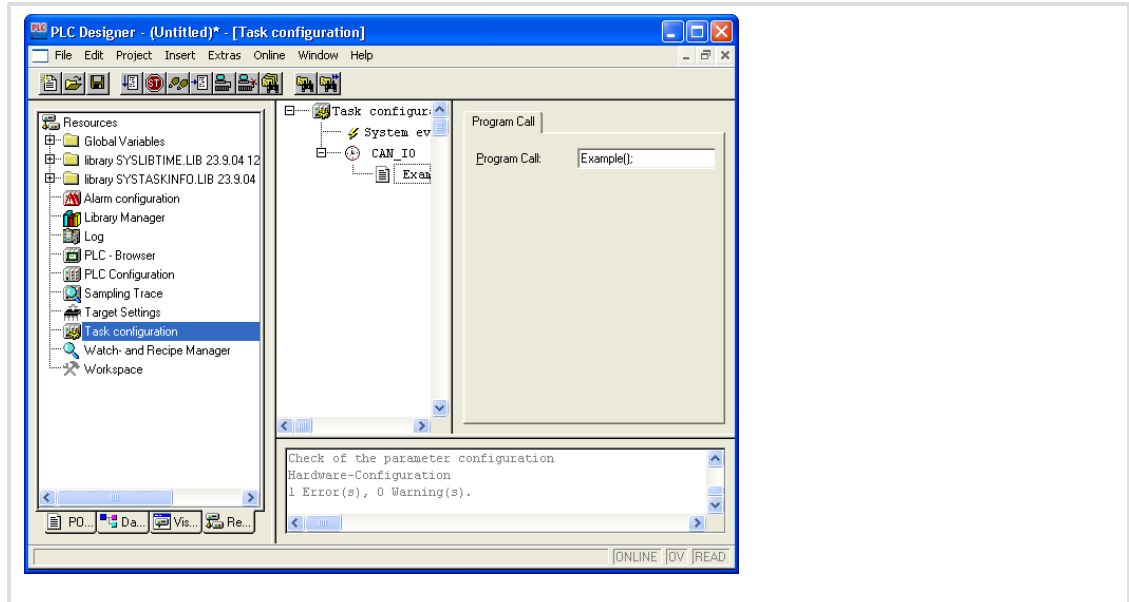 PLC Designer - (Untitled)* - [Task configuration]
File Edit Project Insert Extras Online Window Help
Resources
Global Variables
library SYSLIBTIME.LIB 23.9.04 12
library SYSTASKINFO.LIB 23.9.04
Alarm configuration
Library Manager
Log
PLC - Browser
PLC Configuration
Sampling Trace
Target Settings
Task configuration
Watch- and Recipe Manager
Workspace
PO... Da... Vis... Re...
Task configur
System ev
CAN_IO
Exam
Program Call
Program Call: Example();
Check of the parameter configuration
Hardware-Configuration
1 Error(s), 0 Warning(s).
ONLINE OV READ